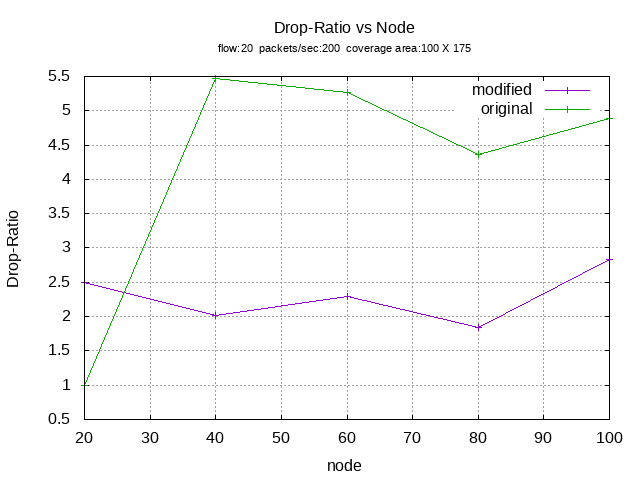 Drop-Ratio vs Node
flow:20  packets/sec:200  coverage area:100 X 175
modified
original
Drop-Ratio
5.5
5
4.5
4
3.5
3
2.5
2
1.5
1
0.5
20 30 40 50 60 70 80 90 100
node